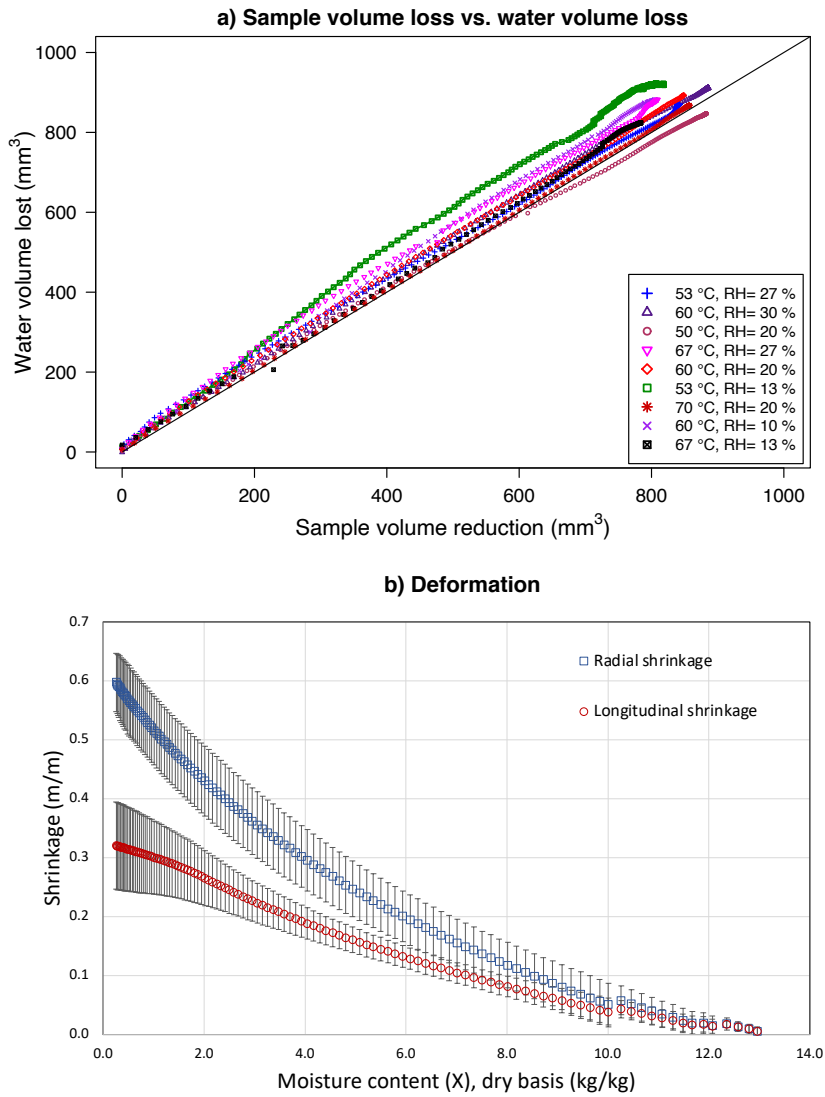 a) Sample volume loss vs. water volume loss
Water volume lost (mm³)
1000
800
600
400
200
0
53 °C, RH= 27 %
60 °C, RH= 30 %
50 °C, RH= 20 %
67 °C, RH= 27 %
60 °C, RH= 20 %
53 °C, RH= 13 %
70 °C, RH= 20 %
60 °C, RH= 10 %
67 °C, RH= 13 %
0 200 400 600 800 1000
Sample volume reduction (mm³)
b) Deformation
Shrinkage (m/m)
0.7
0.6
0.5
0.4
0.3
0.2
0.1
0.0
Radial shrinkage
Longitudinal shrinkage
0.0 2.0 4.0 6.0 8.0 10.0 12.0 14.0
Moisture content (X), dry basis (kg/kg)